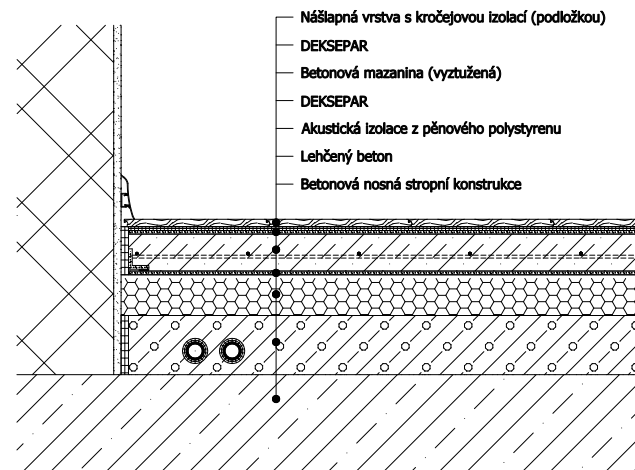 Nášlapná vrstva s kročejovou izolací (podložkou)
DEKSEPAR
Betonová mazanina (vyztužená)
DEKSEPAR
Akustická izolace z pěnového polystyrenu
Lehčený beton
Betonová nosná stropní konstrukce